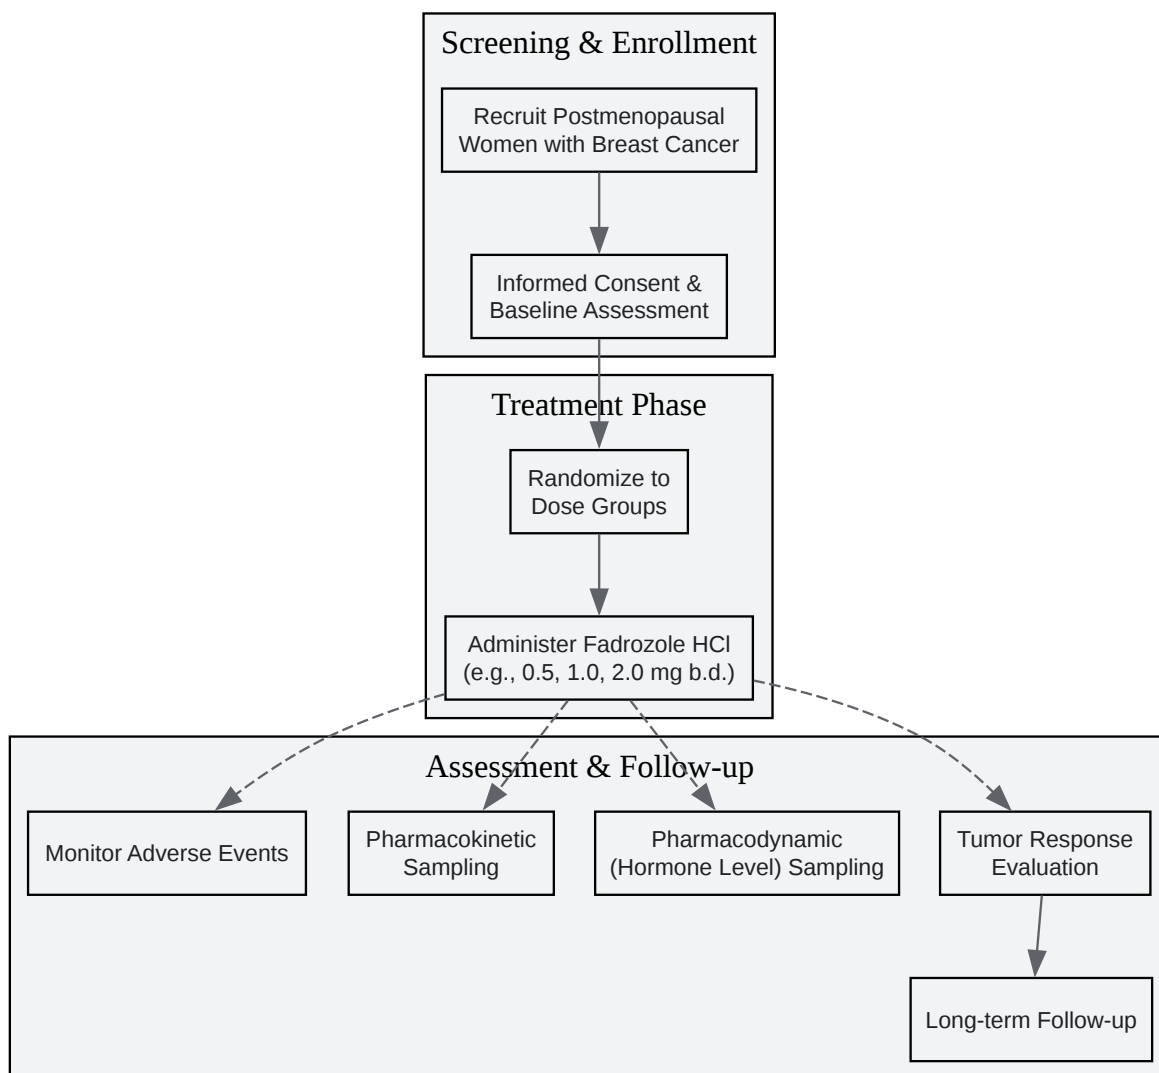 Screening & Enrollment
Recruit Postmenopausal
Women with Breast Cancer
Informed Consent &
Baseline Assessment
Treatment Phase
Randomize to
Dose Groups
Administer Fadrozole HCl
(e.g., 0.5, 1.0, 2.0 mg b.d.)
Assessment & Follow-up
Monitor Adverse Events
Pharmacokinetic
Sampling
Pharmacodynamic
(Hormone Level) Sampling
Tumor Response
Evaluation
Long-term Follow-up